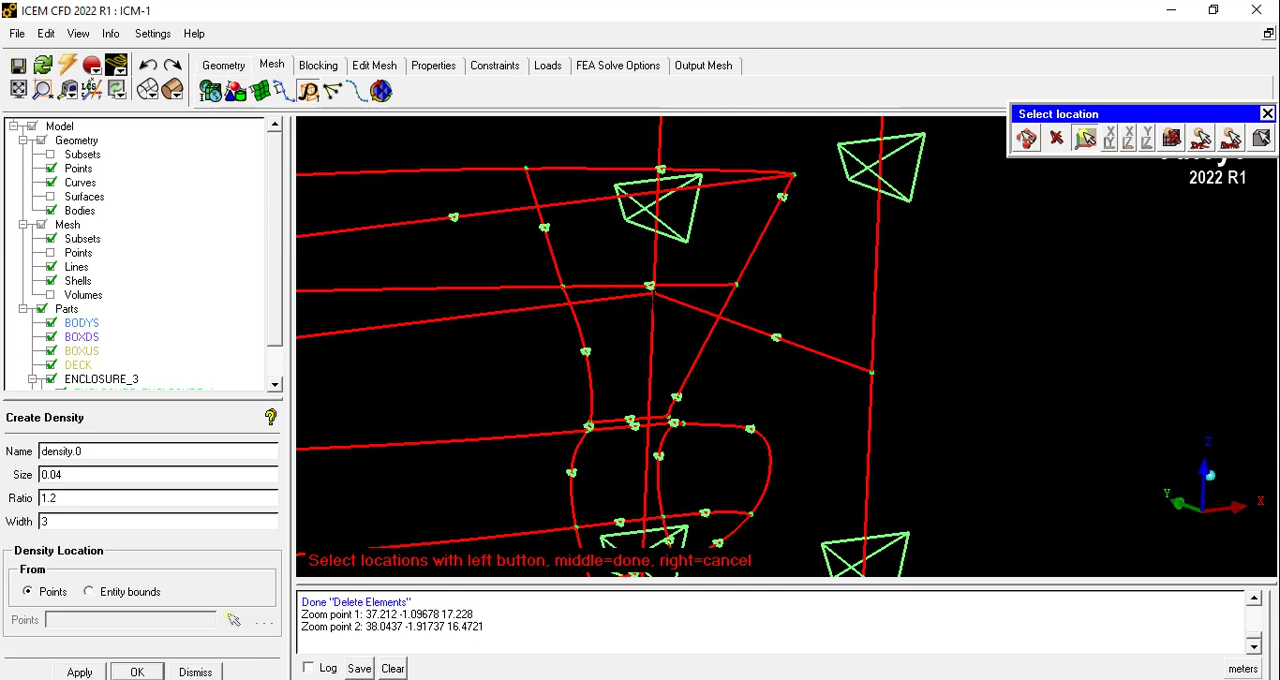 ICEM CFD 2022 R1 : ICM-1
File Edit View Info Settings Help
Geometry Mesh Blocking Edit Mesh Properties Constraints Loads FEA Solve Options Output Mesh
LCS
Select location
X Y X Z Y Z
2022 R1
Model
Geometry
Subsets
Points
Curves
Surfaces
Bodies
Mesh
Subsets
Points
Lines
Shells
Volumes
Parts
BODYS
BOXDS
BOXUS
DECK
ENCLOSURE_3
Create Density
Name density.0
Size 0.04
Ratio 1.2
Width 3
Density Location
From
Points Entity bounds
Points
...
Apply OK Dismiss
Z
Y
X
Select locations with left button, middle=done, right=cancel
Done "Delete Elements"
Zoom point 1: 37.212 -1.09678 17.228
Zoom point 2: 38.0437 -1.91737 16.4721
Log Save Clear
meters